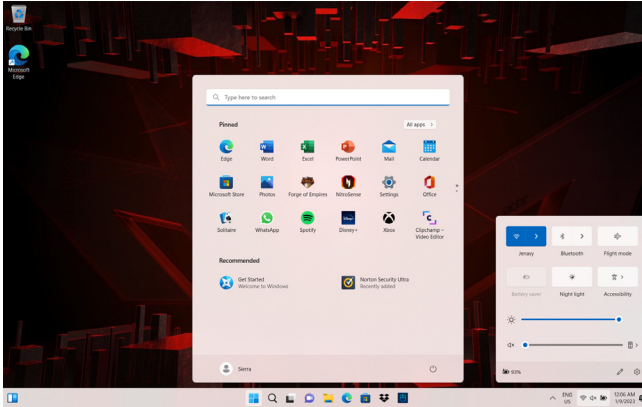 Recycle Bin
Microsoft
Edge
Type here to search
Pinned
All apps >
Edge
Word
Excel
PowerPoint
Mail
Calendar
Microsoft Store
Photos
Forge of Empires
NitroSense
Settings
Office
Solitaire
WhatsApp
Spotify
Disney+
Xbox
Clipchamp –
Video Editor
Recommended
Get Started
Welcome to Windows
Norton Security Ultra
Recently added
Sierra
Jenasy
Bluetooth
Flight mode
Battery saver
Night light
Accessibility
93%
ENG
US
12:06 AM
1/9/2023